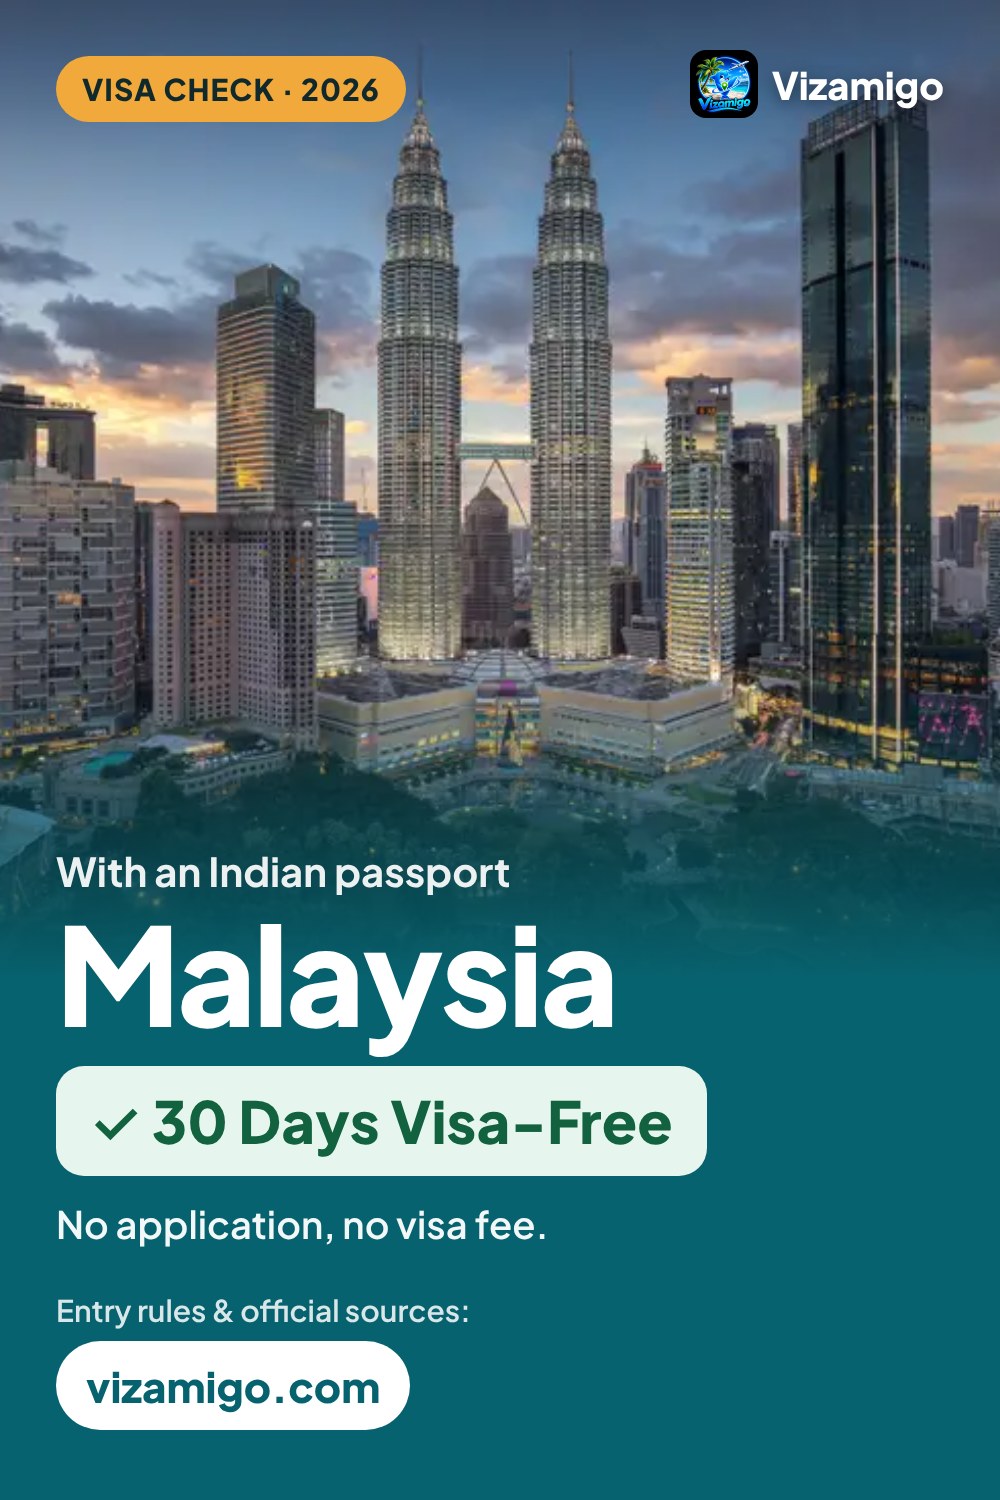 VISA CHECK · 2026
Vizamigo
Vizamigo
With an Indian passport
Malaysia
✓ 30 Days Visa-Free
No application, no visa fee.
Entry rules & official sources:
vizamigo.com